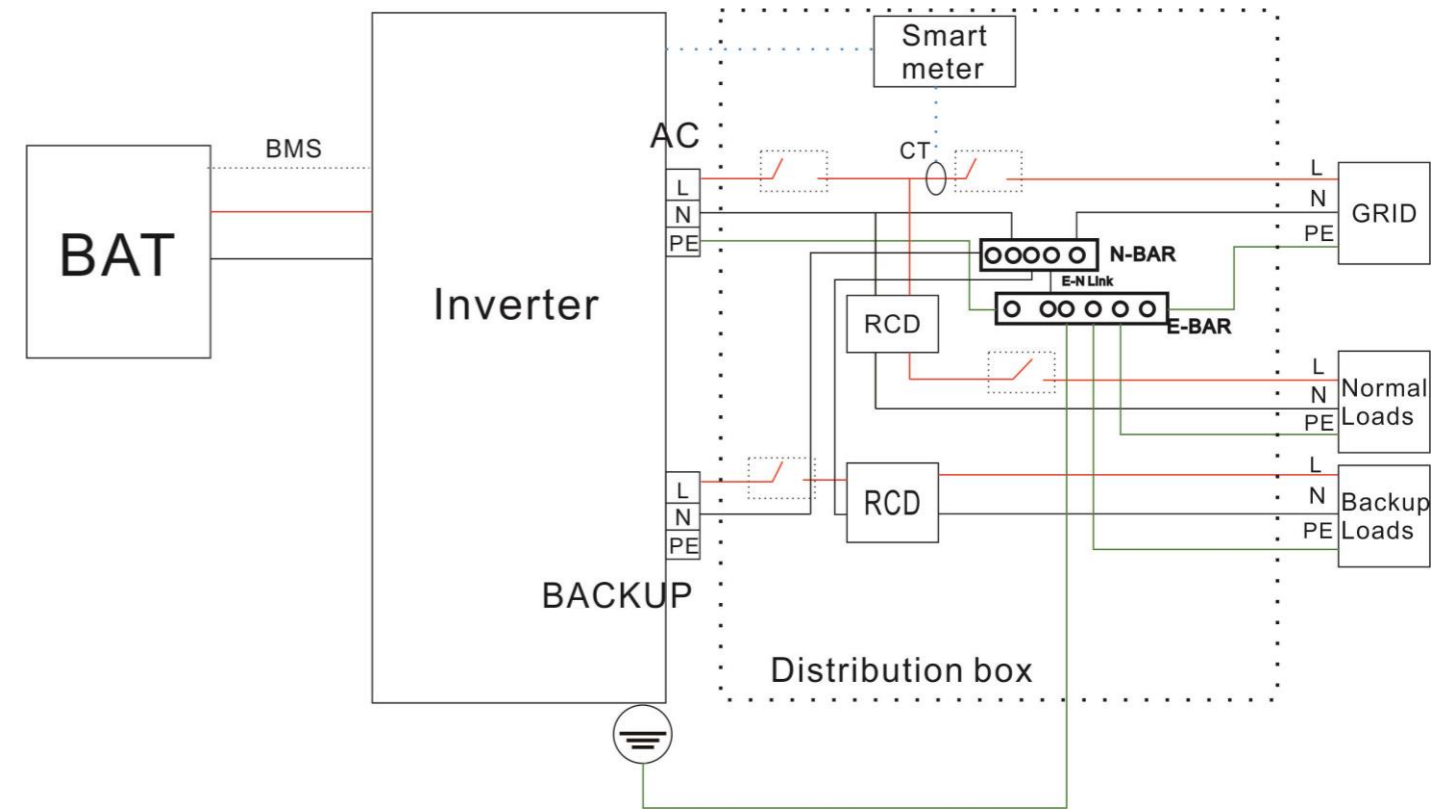 Smart
meter
BMS
AC
CT
L
N
PE
L
N
PE
GRID
BAT
Inverter
N-BAR
E-N Link
E-BAR
RCD
L
N
PE
Normal
Loads
L
N
PE
RCD
L
N
PE
Backup
Loads
BACKUP
Distribution box